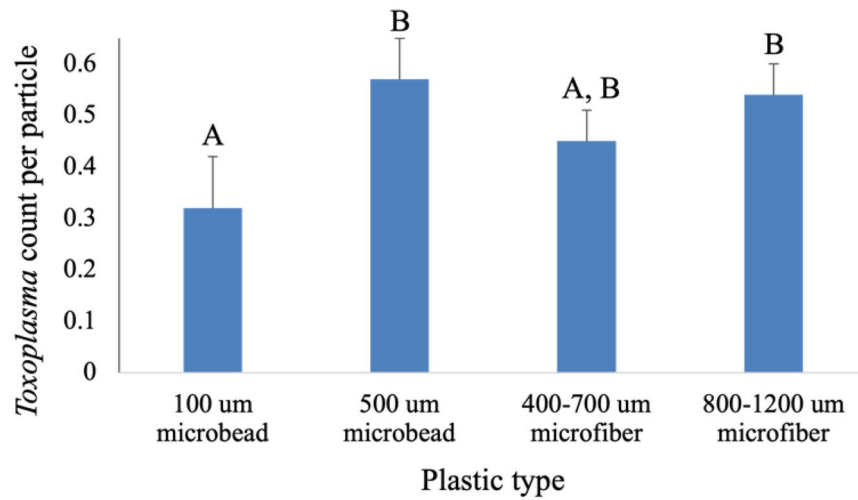 B
B
A, B
A
0.6
0.5
0.4
0.3
0.2
0.1
0
Toxoplasma count per particle
100 um
microbead
500 um
microbead
400-700 um
microfiber
800-1200 um
microfiber
Plastic type